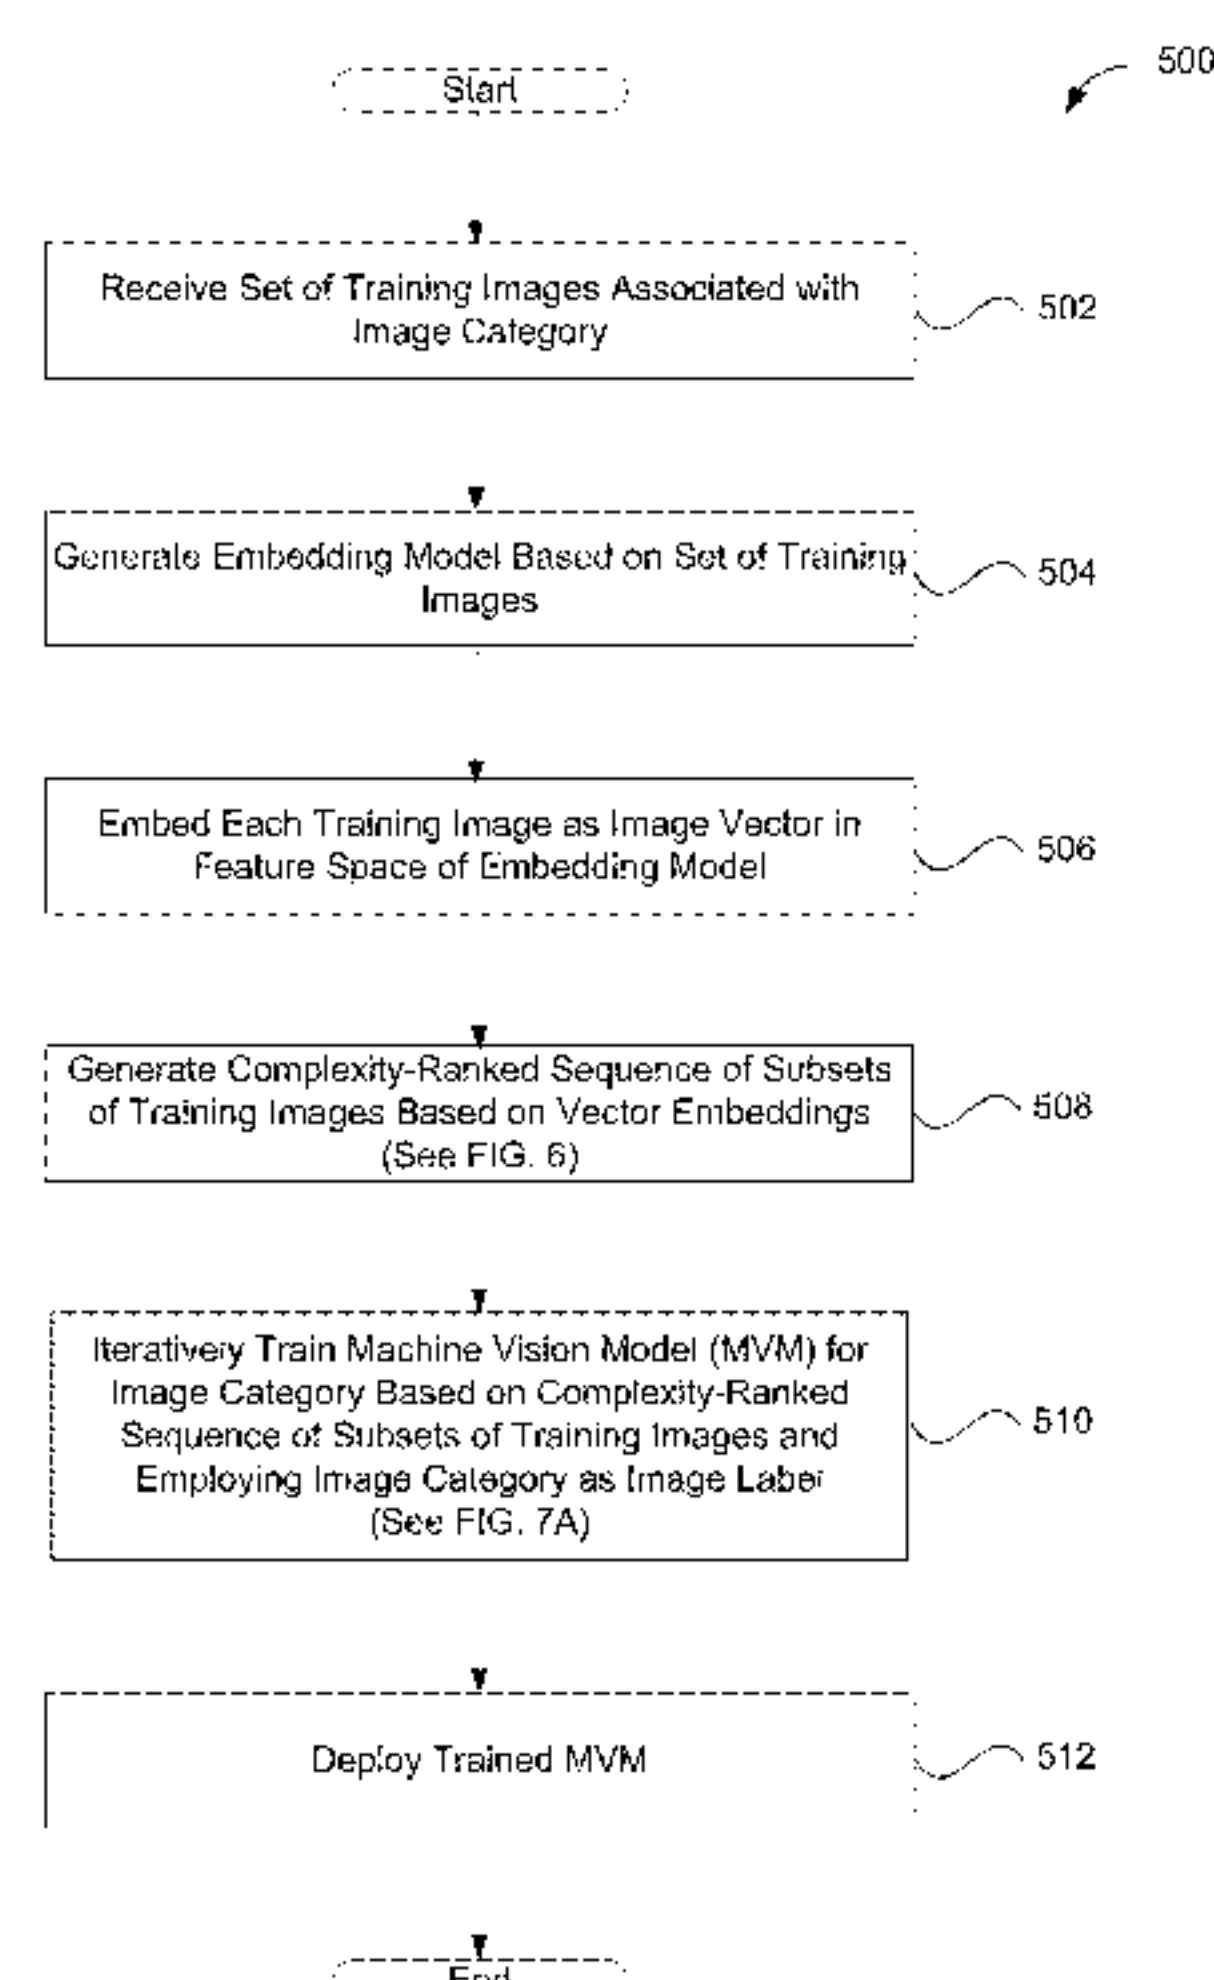 Start
500
Receive Set of Training Images Associated with
Image Category
502
Generate Embedding Model Based on Set of Training
Images
504
Embed Each Training Image as Image Vector in
Feature Space of Embedding Model
506
Generate Complexity-Ranked Sequence of Subsets
of Training Images Based on Vector Embeddings
(See FIG. 6)
508
Iteratively Train Machine Vision Model (MVM) for
Image Category Based on Complexity-Ranked
Sequence of Subsets of Training Images and
Employing Image Category as Image Label
(See FIG. 7A)
510
Deploy Trained MVM
512
End